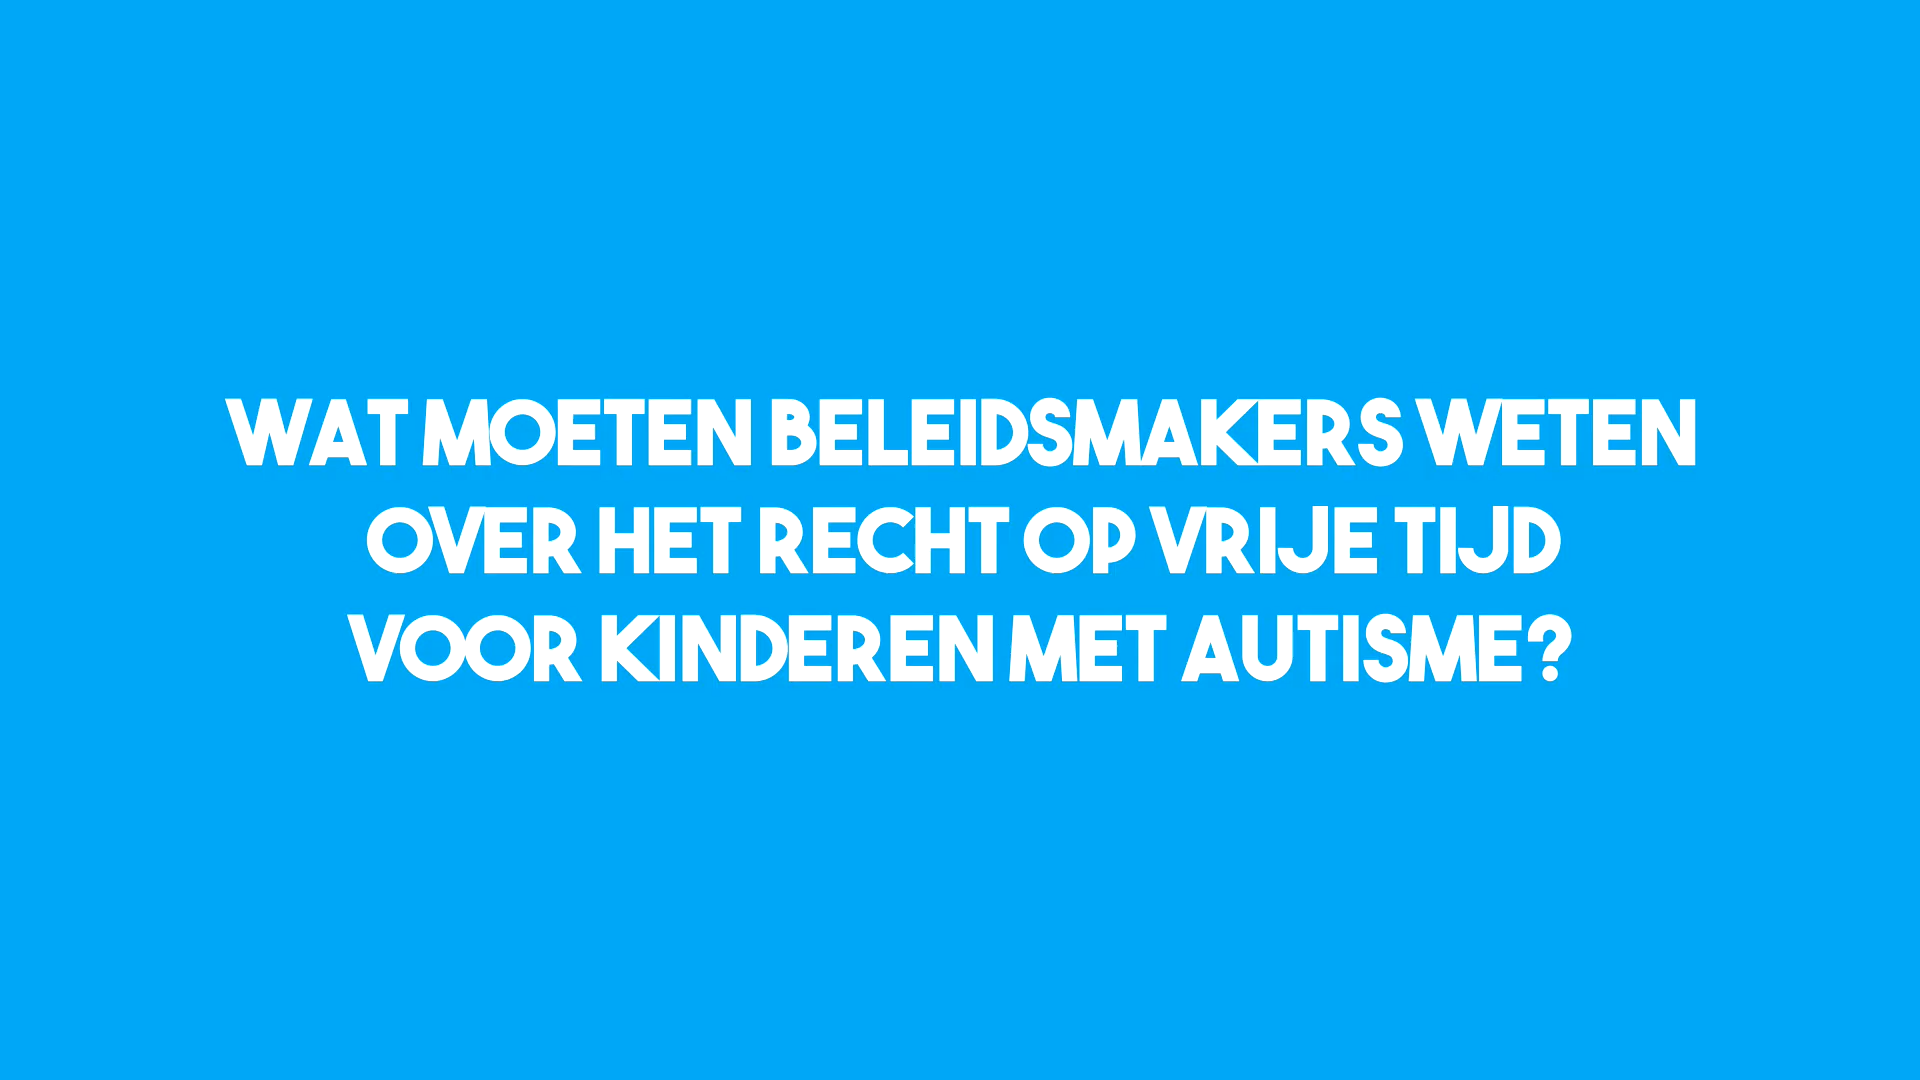 WAT MOETEN BELEIDSMAKERS WETEN
OVER HET RECHT OP VRIJE TIJD
VOOR KINDEREN MET AUTISME?